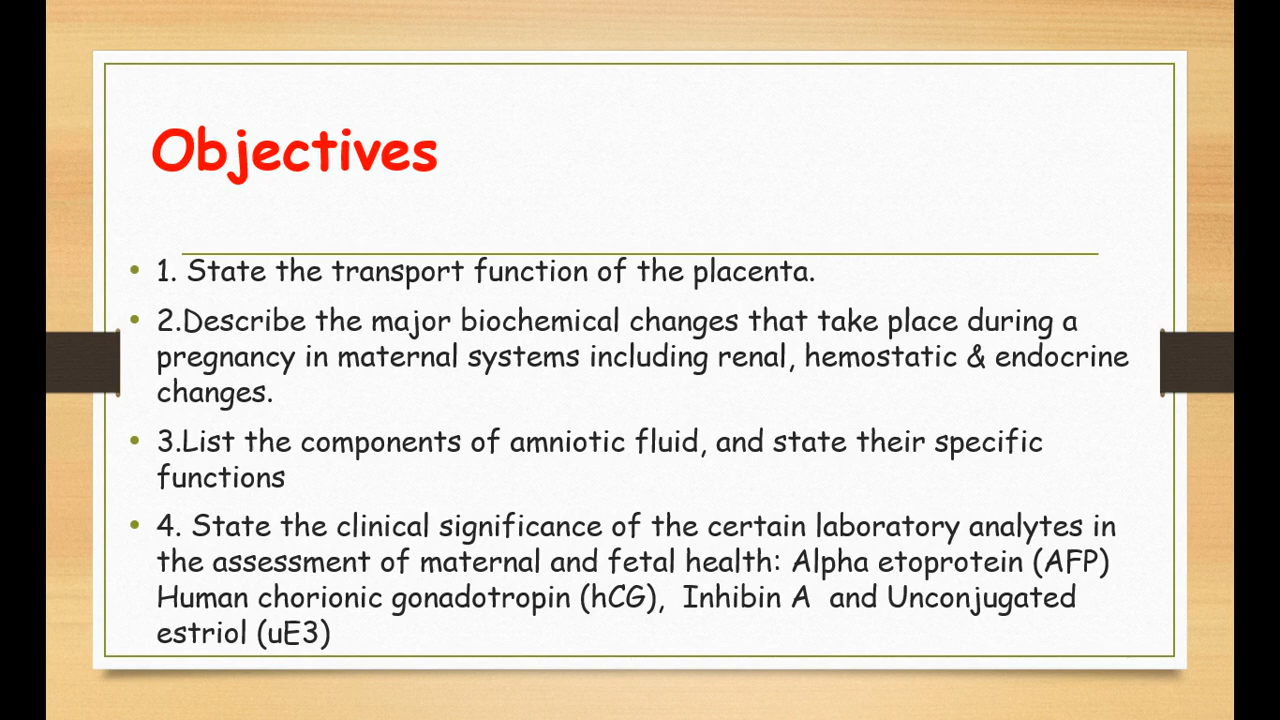 Objectives
• 1. State the transport function of the placenta.
• 2.Describe the major biochemical changes that take place during a
pregnancy in maternal systems including renal, hemostatic & endocrine
changes.
• 3.List the components of amniotic fluid, and state their specific
functions
• 4. State the clinical significance of the certain laboratory analytes in
the assessment of maternal and fetal health: Alpha etoprotein (AFP)
Human chorionic gonadotropin (hCG),  Inhibin A  and Unconjugated
estriol (uE3)